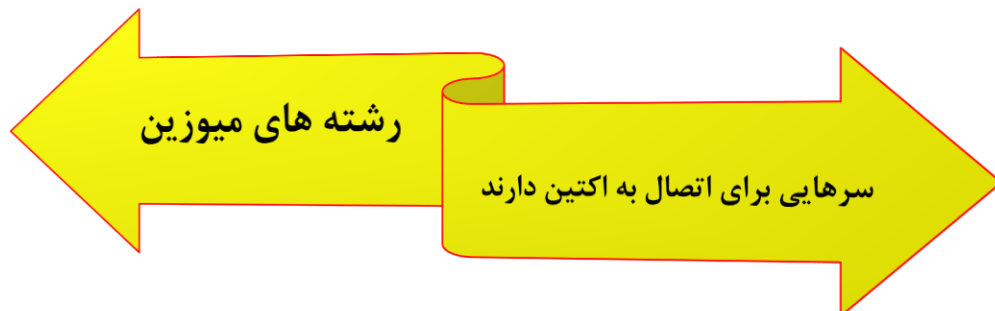 رشته های میوزین
سرهایی برای اتصال به اکتین دارند